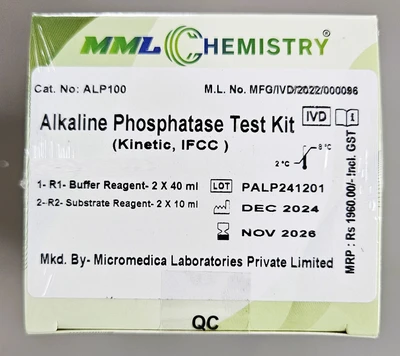 MML CHEMISTRY®
Cat. No: ALP100 M.L. No. MFG/IVD/2022/000086
Alkaline Phosphatase Test Kit IVD 1
(Kinetic, IFCC )
2 °C 8 °C
1- R1- Buffer Reagent- 2 X 40 ml LOT PALP241201
2- R2- Substrate Reagent- 2 X 10 ml DEC 2024
NOV 2026
Mkd. By- Micromedica Laboratories Private Limited
MRP : Rs 1960.00/- Incl. GST
QC